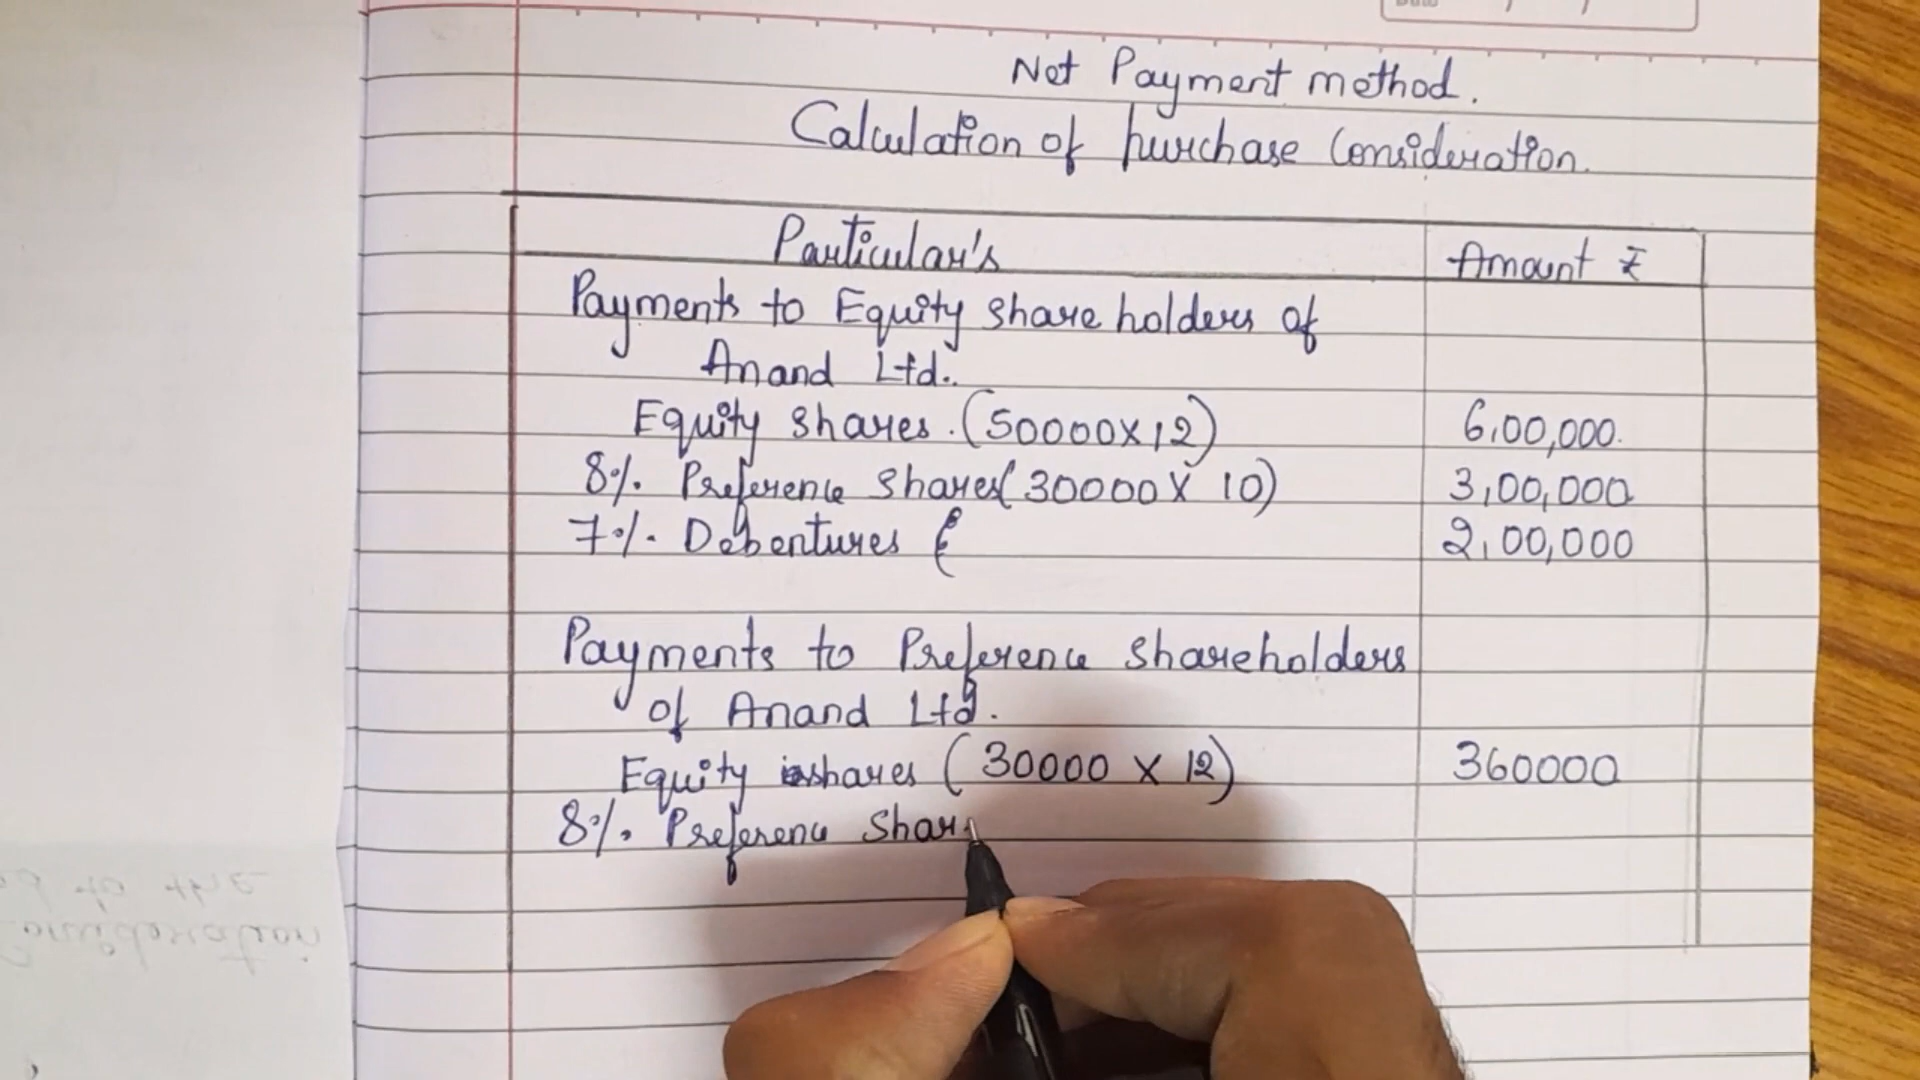 Net Payment method.
Calculation of purchase Consideration.
Particular's Amount ₹
Payments to Equity share holders of
Anand Ltd.
Equity shares. (50000x12) 6,00,000.
8%. Preference shares (30000 X 10) 3,00,000
7%. Debentures ( 2,00,000
Payments to Preference shareholders
of Anand Ltd.
Equity shares (30000 x 12) 360000
8%. Preference Shar